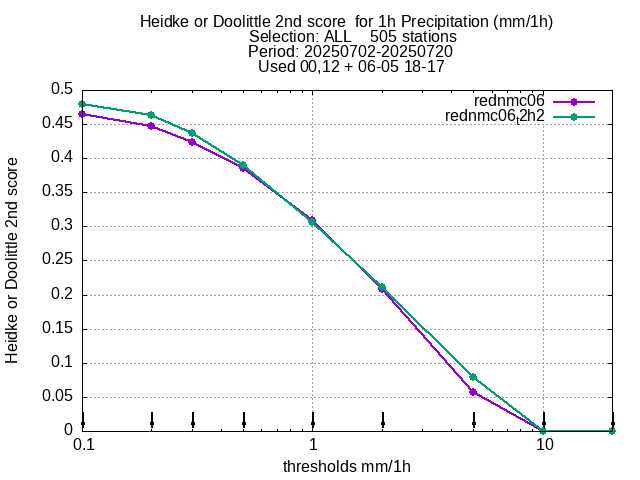 Heidke or Doolittle 2nd score  for 1h Precipitation (mm/1h)
Selection: ALL    505 stations
Period: 20250702-20250720
Used 00,12 + 06-05 18-17
rednmc06
rednmc06,2h2
Heidke or Doolittle 2nd score
0.5
0.45
0.4
0.35
0.3
0.25
0.2
0.15
0.1
0.05
0
0.1
1
10
thresholds mm/1h